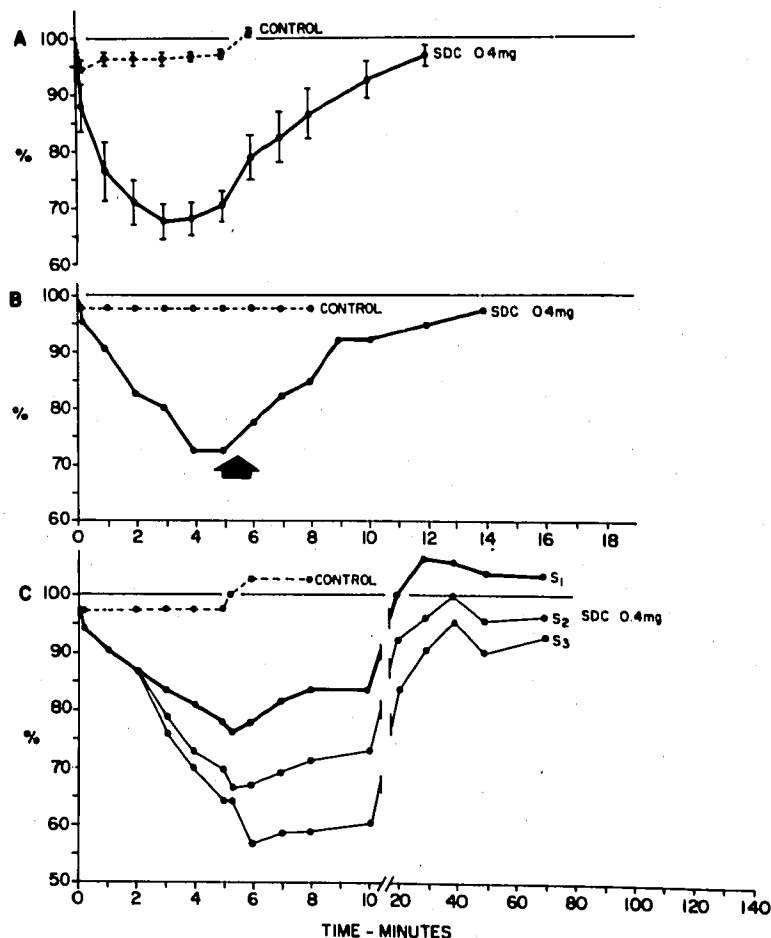 A
100
90
80
%
70
60
CONTROL
SDC 0.4mg
B
100
90
80
%
70
60
CONTROL
SDC 0.4mg
0 2 4 6 8 10 12 14 16 18
C
100
90
80
%
70
60
50
CONTROL
S1
S2 SDC 0.4mg
S3
0 2 4 6 8 10 20 40 60 80 100 120 140
TIME - MINUTES